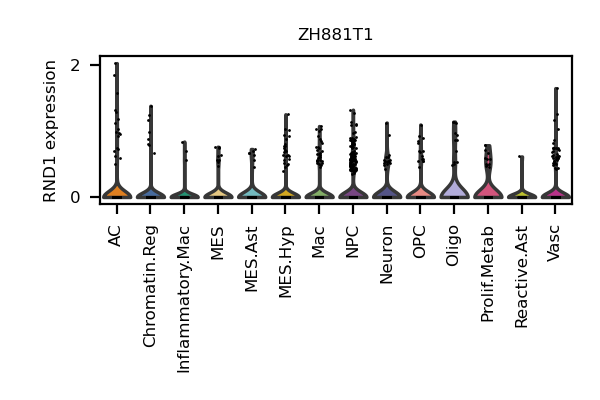 ZH881T1
RND1 expression
2
0
AC
Chromatin.Reg
Inflammatory.Mac
MES
MES.Ast
MES.Hyp
Mac
NPC
Neuron
OPC
Oligo
Prolif.Metab
Reactive.Ast
Vasc